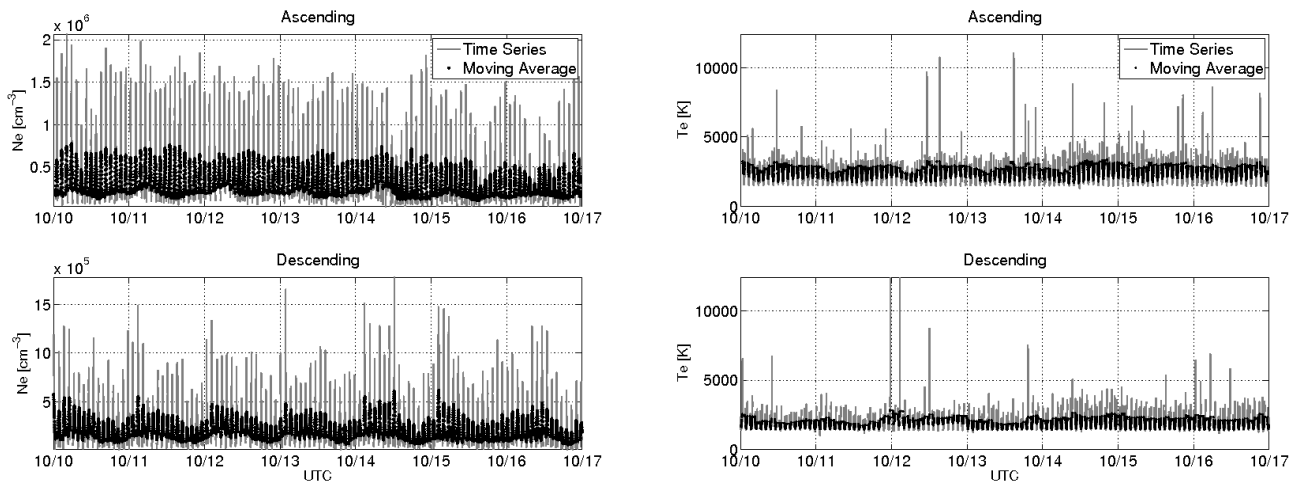 Ascending
x 10⁶
2
1.5
1
0.5
Ne [cm⁻³]
Time Series
Moving Average
10/10 10/11 10/12 10/13 10/14 10/15 10/16 10/17
Ascending
10000
5000
0
Te [K]
Time Series
Moving Average
10/10 10/11 10/12 10/13 10/14 10/15 10/16 10/17
Descending
x 10⁵
15
10
5
Ne [cm⁻³]
10/10 10/11 10/12 10/13 10/14 10/15 10/16 10/17
UTC
Descending
10000
5000
0
Te [K]
10/10 10/11 10/12 10/13 10/14 10/15 10/16 10/17
UTC